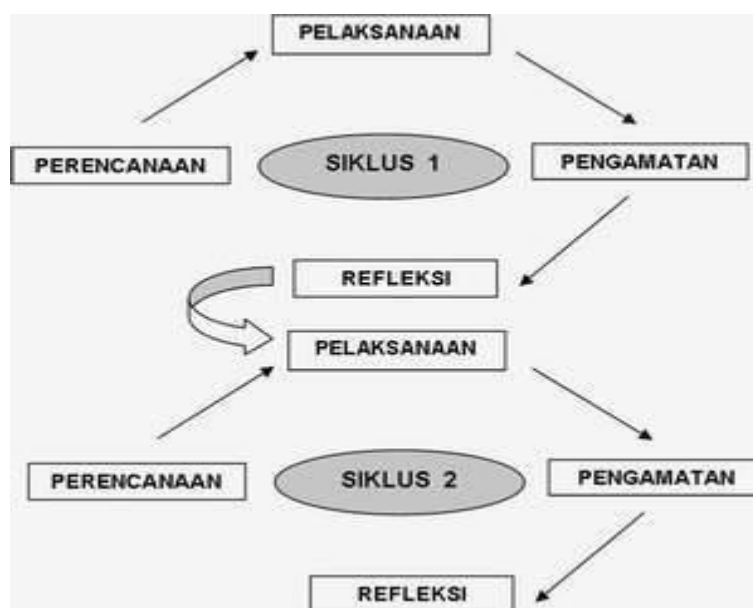 PELAKSANAAN
PERENCANAAN
SIKLUS 1
PENGAMATAN
REFLEKSI
PELAKSANAAN
PERENCANAAN
SIKLUS 2
PENGAMATAN
REFLEKSI